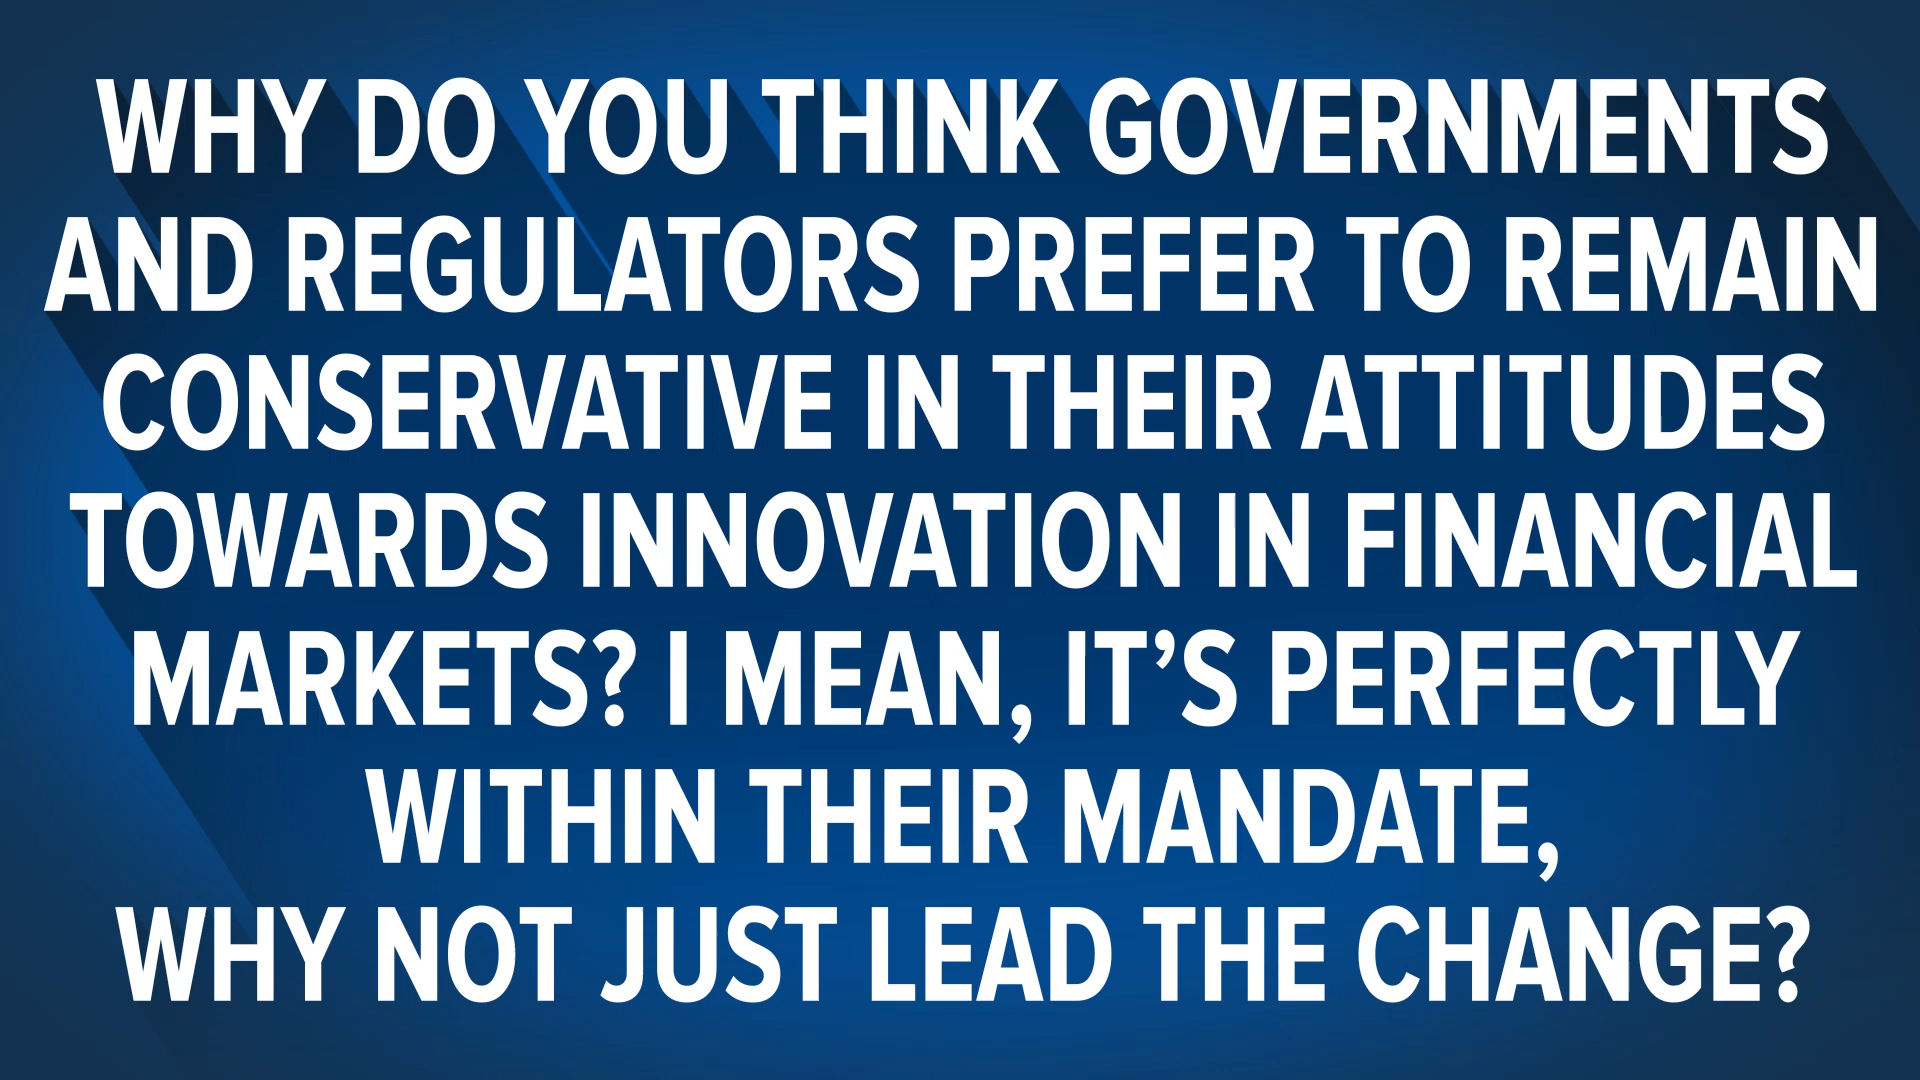 WHY DO YOU THINK GOVERNMENTS
AND REGULATORS PREFER TO REMAIN
CONSERVATIVE IN THEIR ATTITUDES
TOWARDS INNOVATION IN FINANCIAL
MARKETS? I MEAN, IT’S PERFECTLY
WITHIN THEIR MANDATE,
WHY NOT JUST LEAD THE CHANGE?